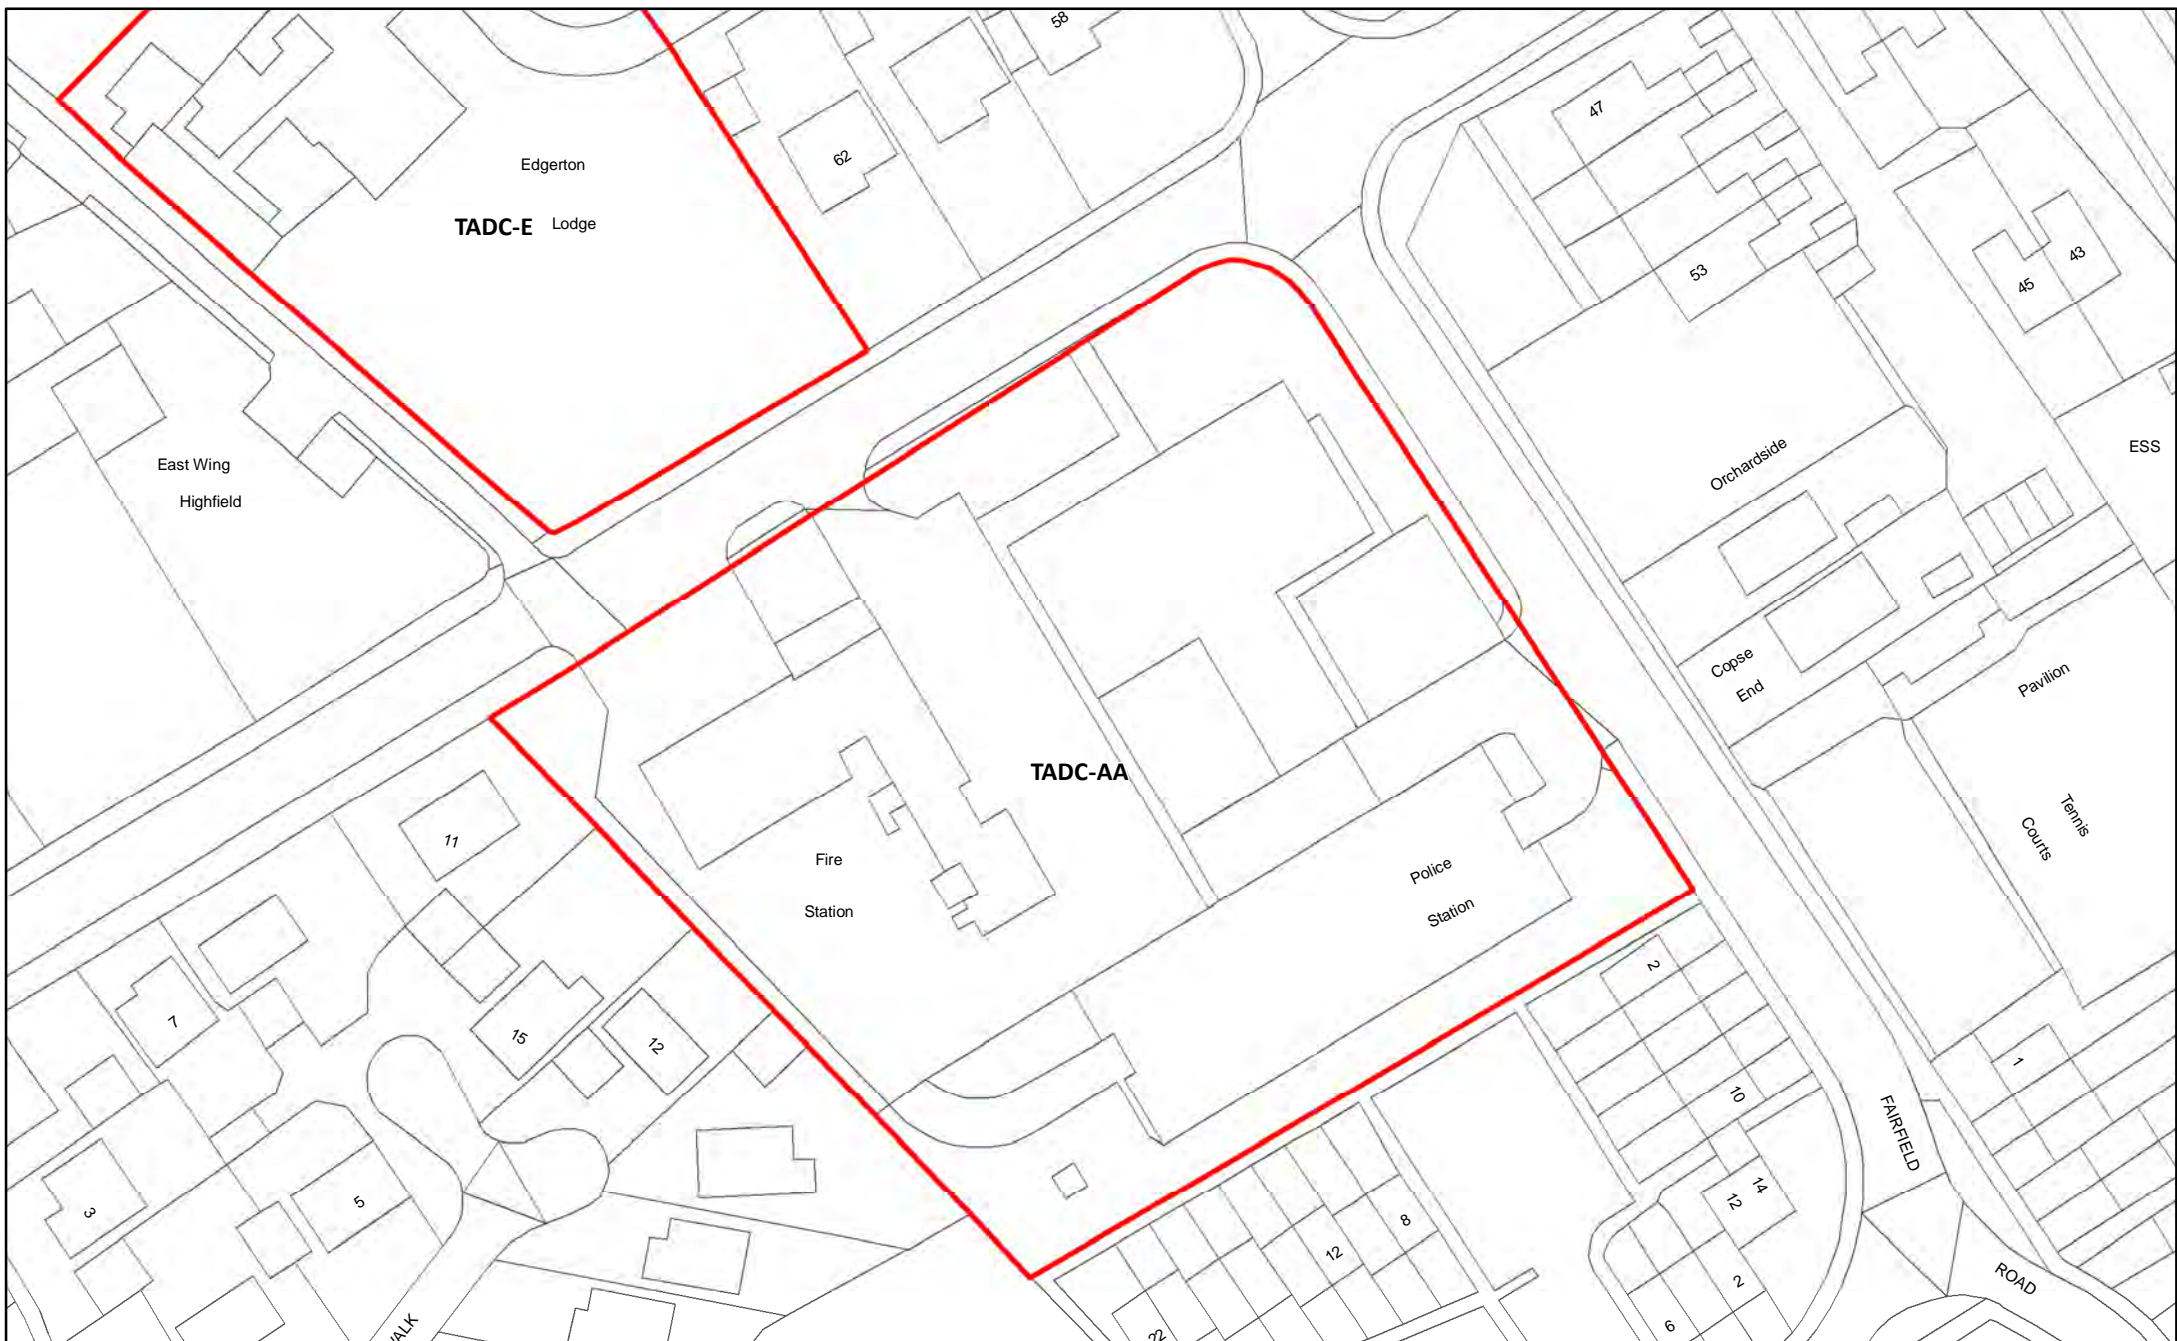 58
47
62
Edgerton
TADC-E Lodge
53
43
45
East Wing
Highfield
Orchardside
ESS
Copse
End
Pavilion
TADC-AA
Tennis
Courts
11
Fire
Station
Police
Station
2
7
15
12
1
10
FAIRFIELD
ROAD
3
5
14
12
8
12
2
6
22